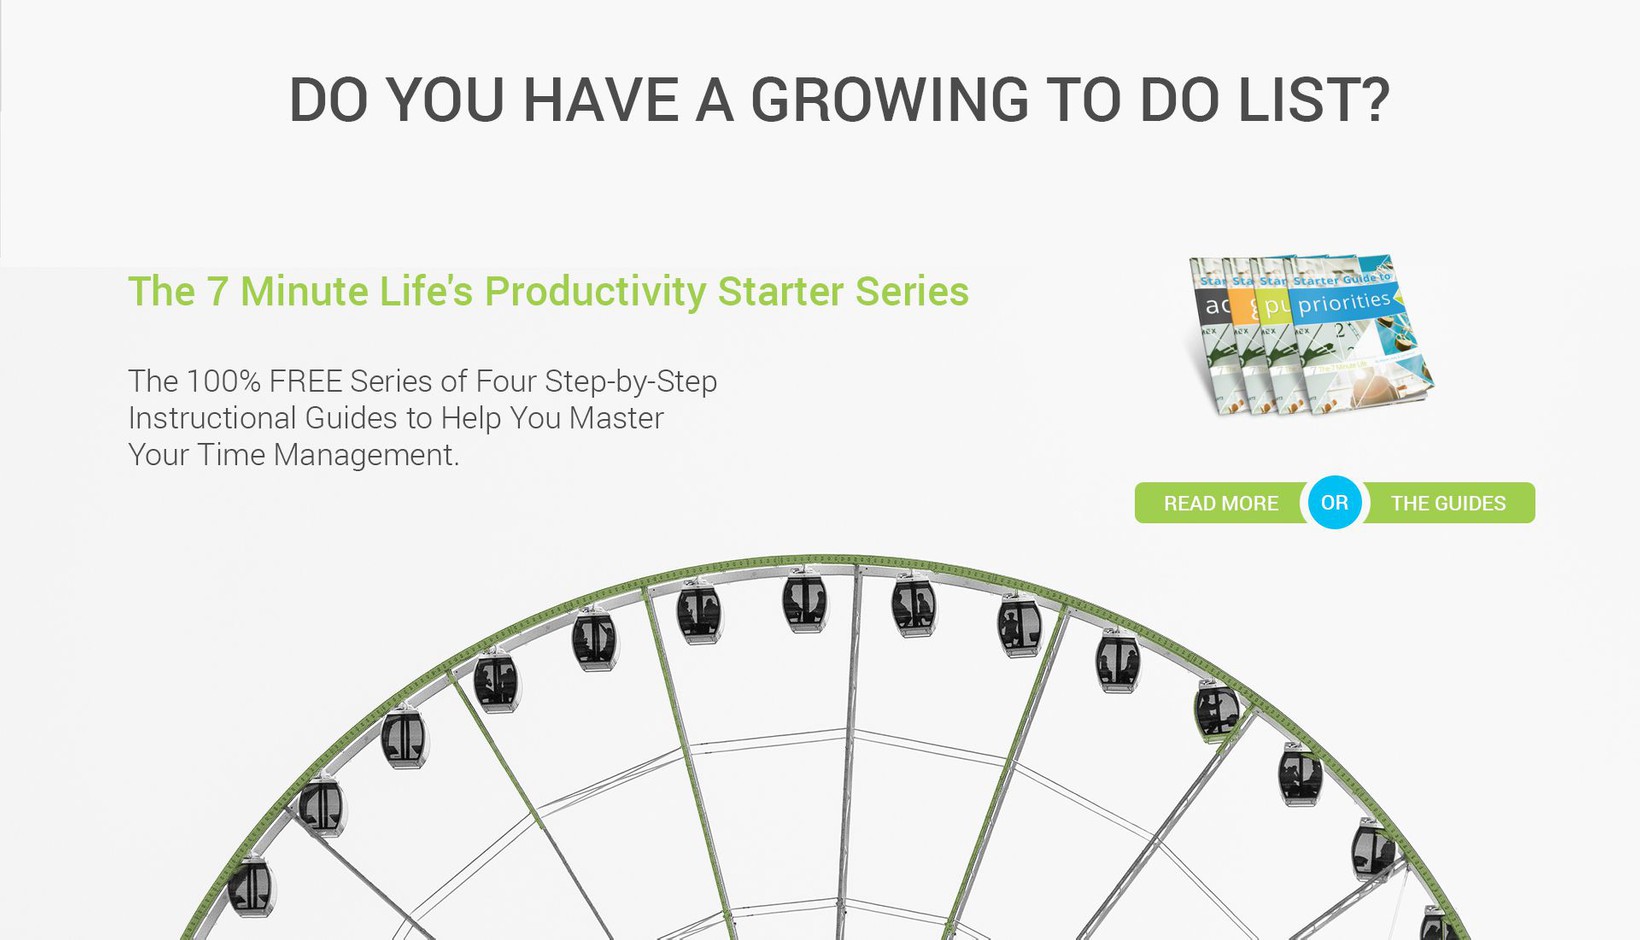 DO YOU HAVE A GROWING TO DO LIST?
The 7 Minute Life's Productivity Starter Series
The 100% FREE Series of Four Step-by-Step
Instructional Guides to Help You Master
Your Time Management.
Starter Guide to
priorities
READ MORE OR THE GUIDES